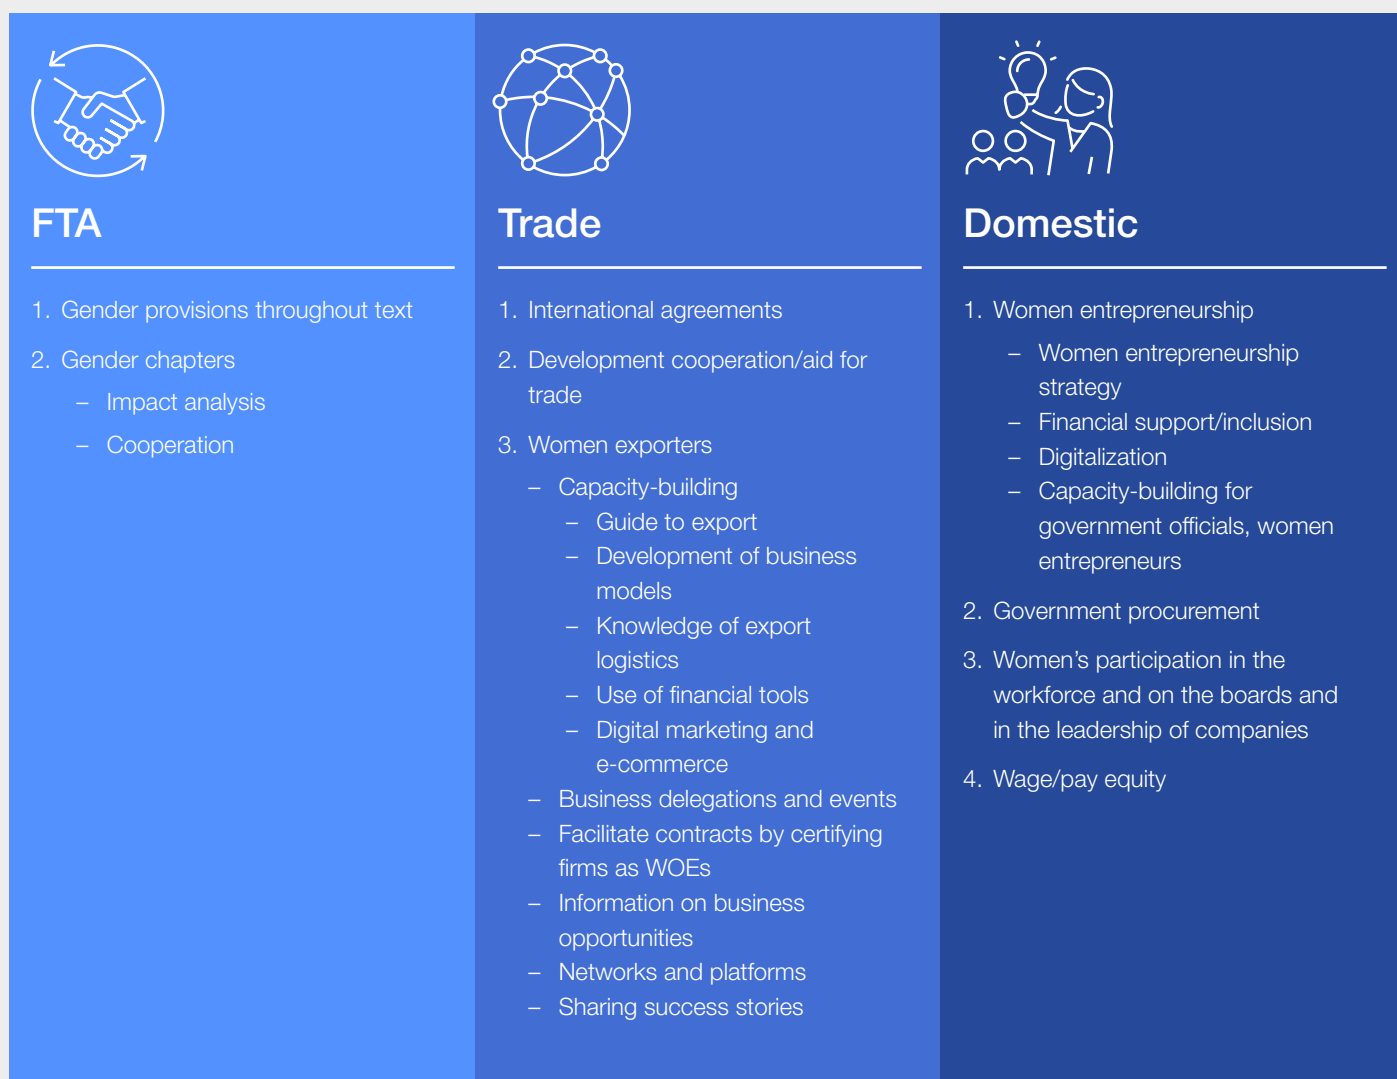 FTA
1. Gender provisions throughout text
2. Gender chapters
– Impact analysis
– Cooperation
Trade
1. International agreements
2. Development cooperation/aid for
trade
3. Women exporters
– Capacity-building
– Guide to export
– Development of business
models
– Knowledge of export
logistics
– Use of financial tools
– Digital marketing and
e-commerce
– Business delegations and events
– Facilitate contracts by certifying
firms as WOEs
– Information on business
opportunities
– Networks and platforms
– Sharing success stories
Domestic
1. Women entrepreneurship
– Women entrepreneurship
strategy
– Financial support/inclusion
– Digitalization
– Capacity-building for
government officials, women
entrepreneurs
2. Government procurement
3. Women’s participation in the
workforce and on the boards and
in the leadership of companies
4. Wage/pay equity